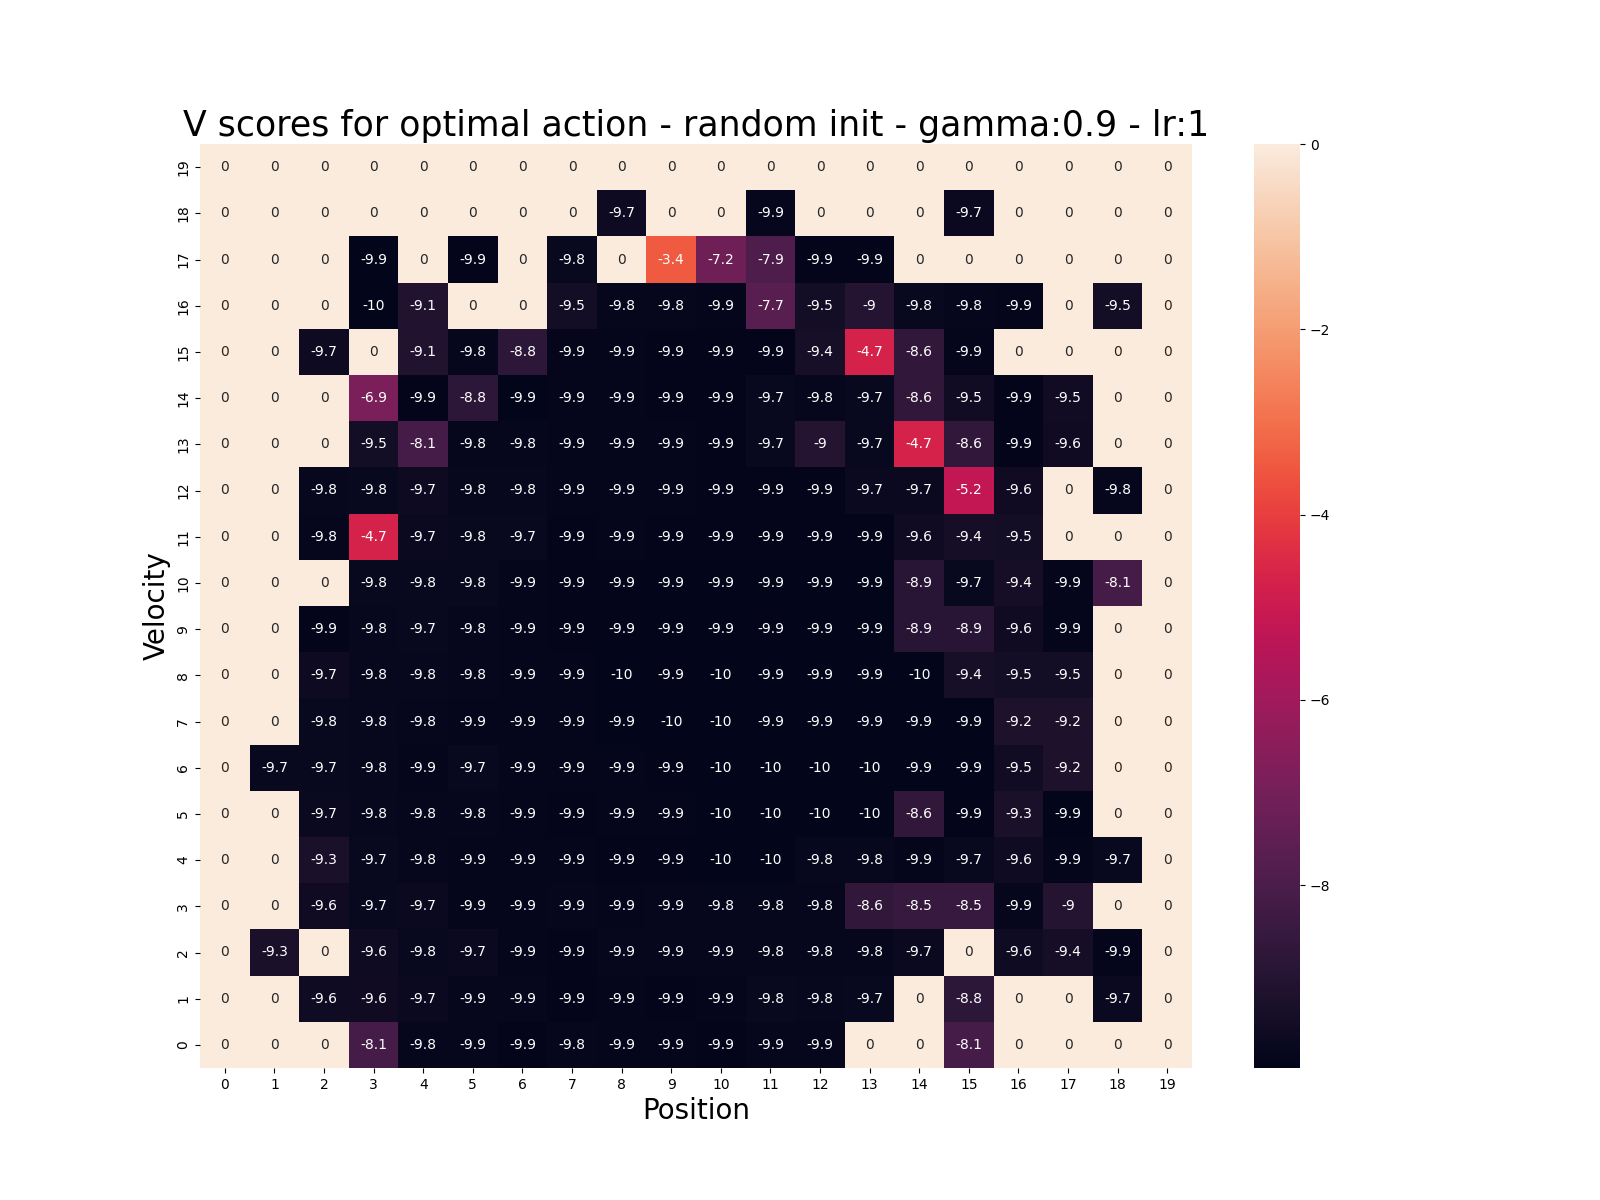 V scores for optimal action - random init - gamma:0.9 - lr:1
19 0 0 0 0 0 0 0 0 0 0 0 0 0 0 0 0 0 0 0 0
18 0 0 0 0 0 0 0 0 -9.7 0 0 -9.9 0 0 0 -9.7 0 0 0 0
17 0 0 0 -9.9 0 -9.9 0 -9.8 0 -3.4 -7.2 -7.9 -9.9 -9.9 0 0 0 0 0 0
16 0 0 0 -10 -9.1 0 0 -9.5 -9.8 -9.8 -9.9 -7.7 -9.5 -9 -9.8 -9.8 -9.9 0 -9.5 0
15 0 0 -9.7 0 -9.1 -9.8 -8.8 -9.9 -9.9 -9.9 -9.9 -9.9 -9.4 -4.7 -8.6 -9.9 0 0 0 0
14 0 0 0 -6.9 -9.9 -8.8 -9.9 -9.9 -9.9 -9.9 -9.9 -9.7 -9.8 -9.7 -8.6 -9.5 -9.9 -9.5 0 0
13 0 0 0 -9.5 -8.1 -9.8 -9.8 -9.9 -9.9 -9.9 -9.9 -9.7 -9 -9.7 -4.7 -8.6 -9.9 -9.6 0 0
12 0 0 -9.8 -9.8 -9.7 -9.8 -9.8 -9.9 -9.9 -9.9 -9.9 -9.9 -9.9 -9.7 -9.7 -5.2 -9.6 0 -9.8 0
11 0 0 -9.8 -4.7 -9.7 -9.8 -9.7 -9.9 -9.9 -9.9 -9.9 -9.9 -9.9 -9.9 -9.6 -9.4 -9.5 0 0 0
10 0 0 0 -9.8 -9.8 -9.8 -9.9 -9.9 -9.9 -9.9 -9.9 -9.9 -9.9 -9.9 -8.9 -9.7 -9.4 -9.9 -8.1 0
9 0 0 -9.9 -9.8 -9.7 -9.8 -9.9 -9.9 -9.9 -9.9 -9.9 -9.9 -9.9 -9.9 -8.9 -8.9 -9.6 -9.9 0 0
8 0 0 -9.7 -9.8 -9.8 -9.8 -9.9 -9.9 -10 -9.9 -10 -9.9 -9.9 -9.9 -10 -9.4 -9.5 -9.5 0 0
7 0 0 -9.8 -9.8 -9.8 -9.9 -9.9 -9.9 -9.9 -10 -10 -9.9 -9.9 -9.9 -9.9 -9.9 -9.2 -9.2 0 0
6 0 -9.7 -9.7 -9.8 -9.9 -9.7 -9.9 -9.9 -9.9 -9.9 -10 -10 -10 -10 -9.9 -9.9 -9.5 -9.2 0 0
5 0 0 -9.7 -9.8 -9.8 -9.9 -9.9 -9.9 -9.9 -9.9 -10 -10 -10 -10 -8.6 -9.9 -9.3 -9.9 0 0
4 0 0 -9.3 -9.7 -9.8 -9.9 -9.9 -9.9 -9.9 -9.9 -10 -10 -9.8 -9.8 -9.9 -9.7 -9.6 -9.9 -9.7 0
3 0 0 -9.6 -9.7 -9.7 -9.9 -9.9 -9.9 -9.9 -9.9 -9.8 -9.8 -9.8 -8.6 -8.5 -8.5 -9.9 -9 0 0
2 0 -9.3 0 -9.6 -9.8 -9.7 -9.9 -9.9 -9.9 -9.9 -9.9 -9.8 -9.8 -9.8 -9.7 0 -9.6 -9.4 -9.9 0
1 0 0 -9.6 -9.6 -9.7 -9.9 -9.9 -9.9 -9.9 -9.9 -9.9 -9.8 -9.8 -9.7 0 -8.8 0 0 -9.7 0
0 0 0 0 -8.1 -9.8 -9.9 -9.9 -9.8 -9.9 -9.9 -9.9 -9.9 -9.9 0 0 -8.1 0 0 0 0
0 1 2 3 4 5 6 7 8 9 10 11 12 13 14 15 16 17 18 19
Position
Velocity
0
−2
−4
−6
−8